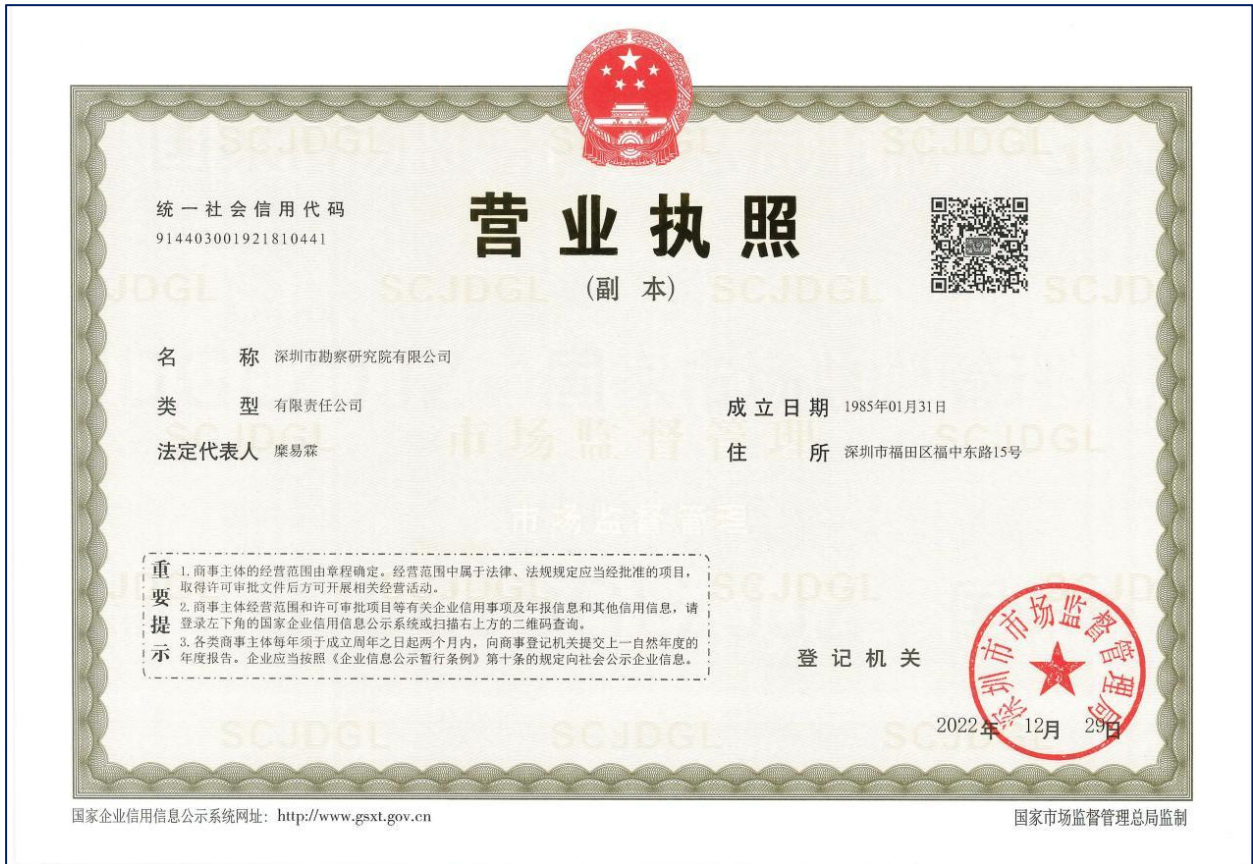 统一社会信用代码
914403001921810441
营业执照
(副 本)
名 称 深圳市勘察研究院有限公司
类 型 有限责任公司
成立日期 1985年01月31日
法定代表人 糜易霖
住 所 深圳市福田区福中东路15号
重要提示
1.商事主体的经营范围由章程确定。经营范围中属于法律、法规规定应当经批准的项目,
取得许可审批文件后方可开展相关经营活动。
2.商事主体经营范围和许可审批项目等有关企业信用事项及年报信息和其他信用信息,请
登录左下角的国家企业信用信息公示系统或扫描右上方的二维码查询。
3.各类商事主体每年须于成立周年之日起两个月内,向商事登记机关提交上一自然年度的
年度报告。企业应当按照《企业信息公示暂行条例》第十条的规定向社会公示企业信息。
登记机关
深圳市市场监督管理局
2022年 12月 29日
国家企业信用信息公示系统网址: http://www.gsxt.gov.cn
国家市场监督管理总局监制
SCJDGL
市场监督管理
市场监督管理